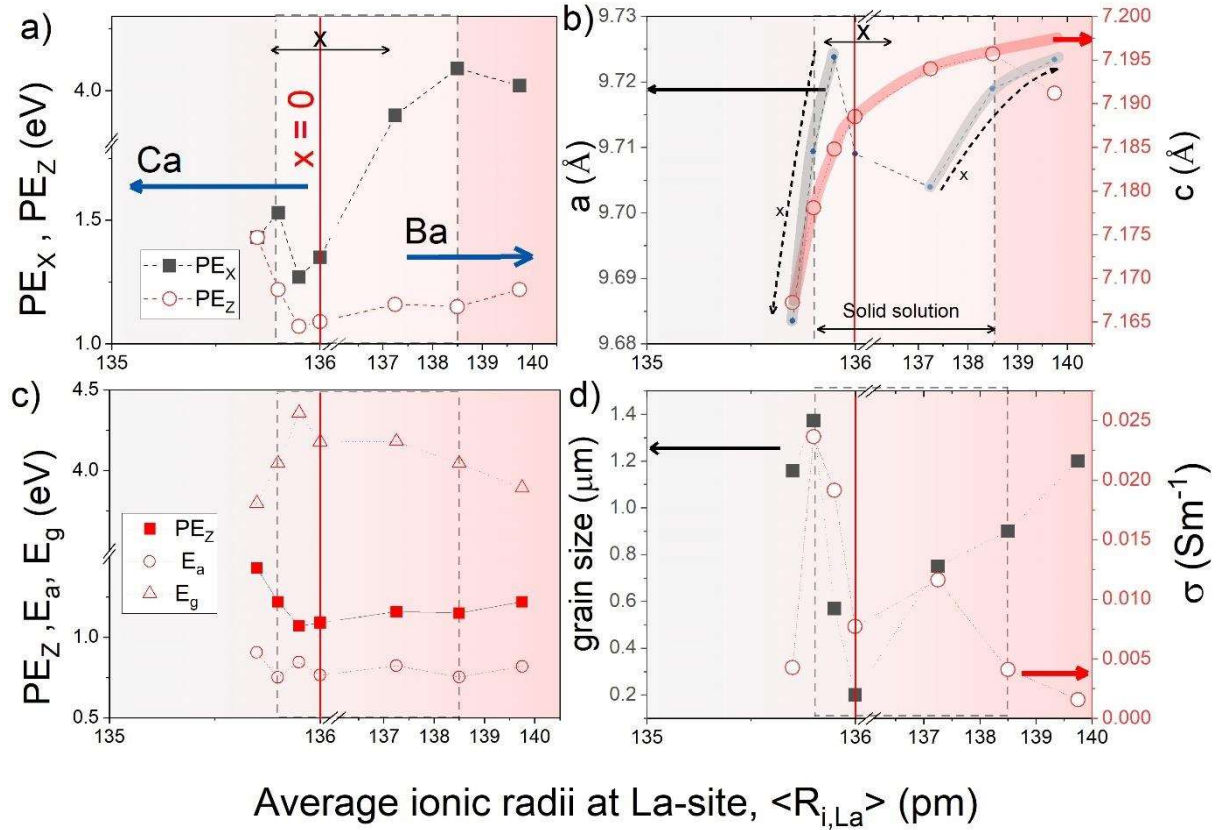 a)
x
4.0
1.5
1.0
PE_X , PE_Z (eV)
x = 0
Ca
Ba
PE_X
PE_Z
135
136
137
138
139
140
b)
9.73
9.72
9.71
9.70
9.69
9.68
a (Å)
x
x
x
Solid solution
7.200
7.195
7.190
7.185
7.180
7.175
7.170
7.165
c (Å)
135
136
137
138
139
140
c)
4.5
4.0
1.0
0.5
PE_Z ,E_a, E_g (eV)
PE_Z
E_a
E_g
135
136
137
138
139
140
d)
1.4
1.2
1.0
0.8
0.6
0.4
0.2
grain size (μm)
0.025
0.020
0.015
0.010
0.005
0.000
σ (Sm⁻¹)
135
136
137
138
139
140
Average ionic radii at La-site, <R_i,La> (pm)